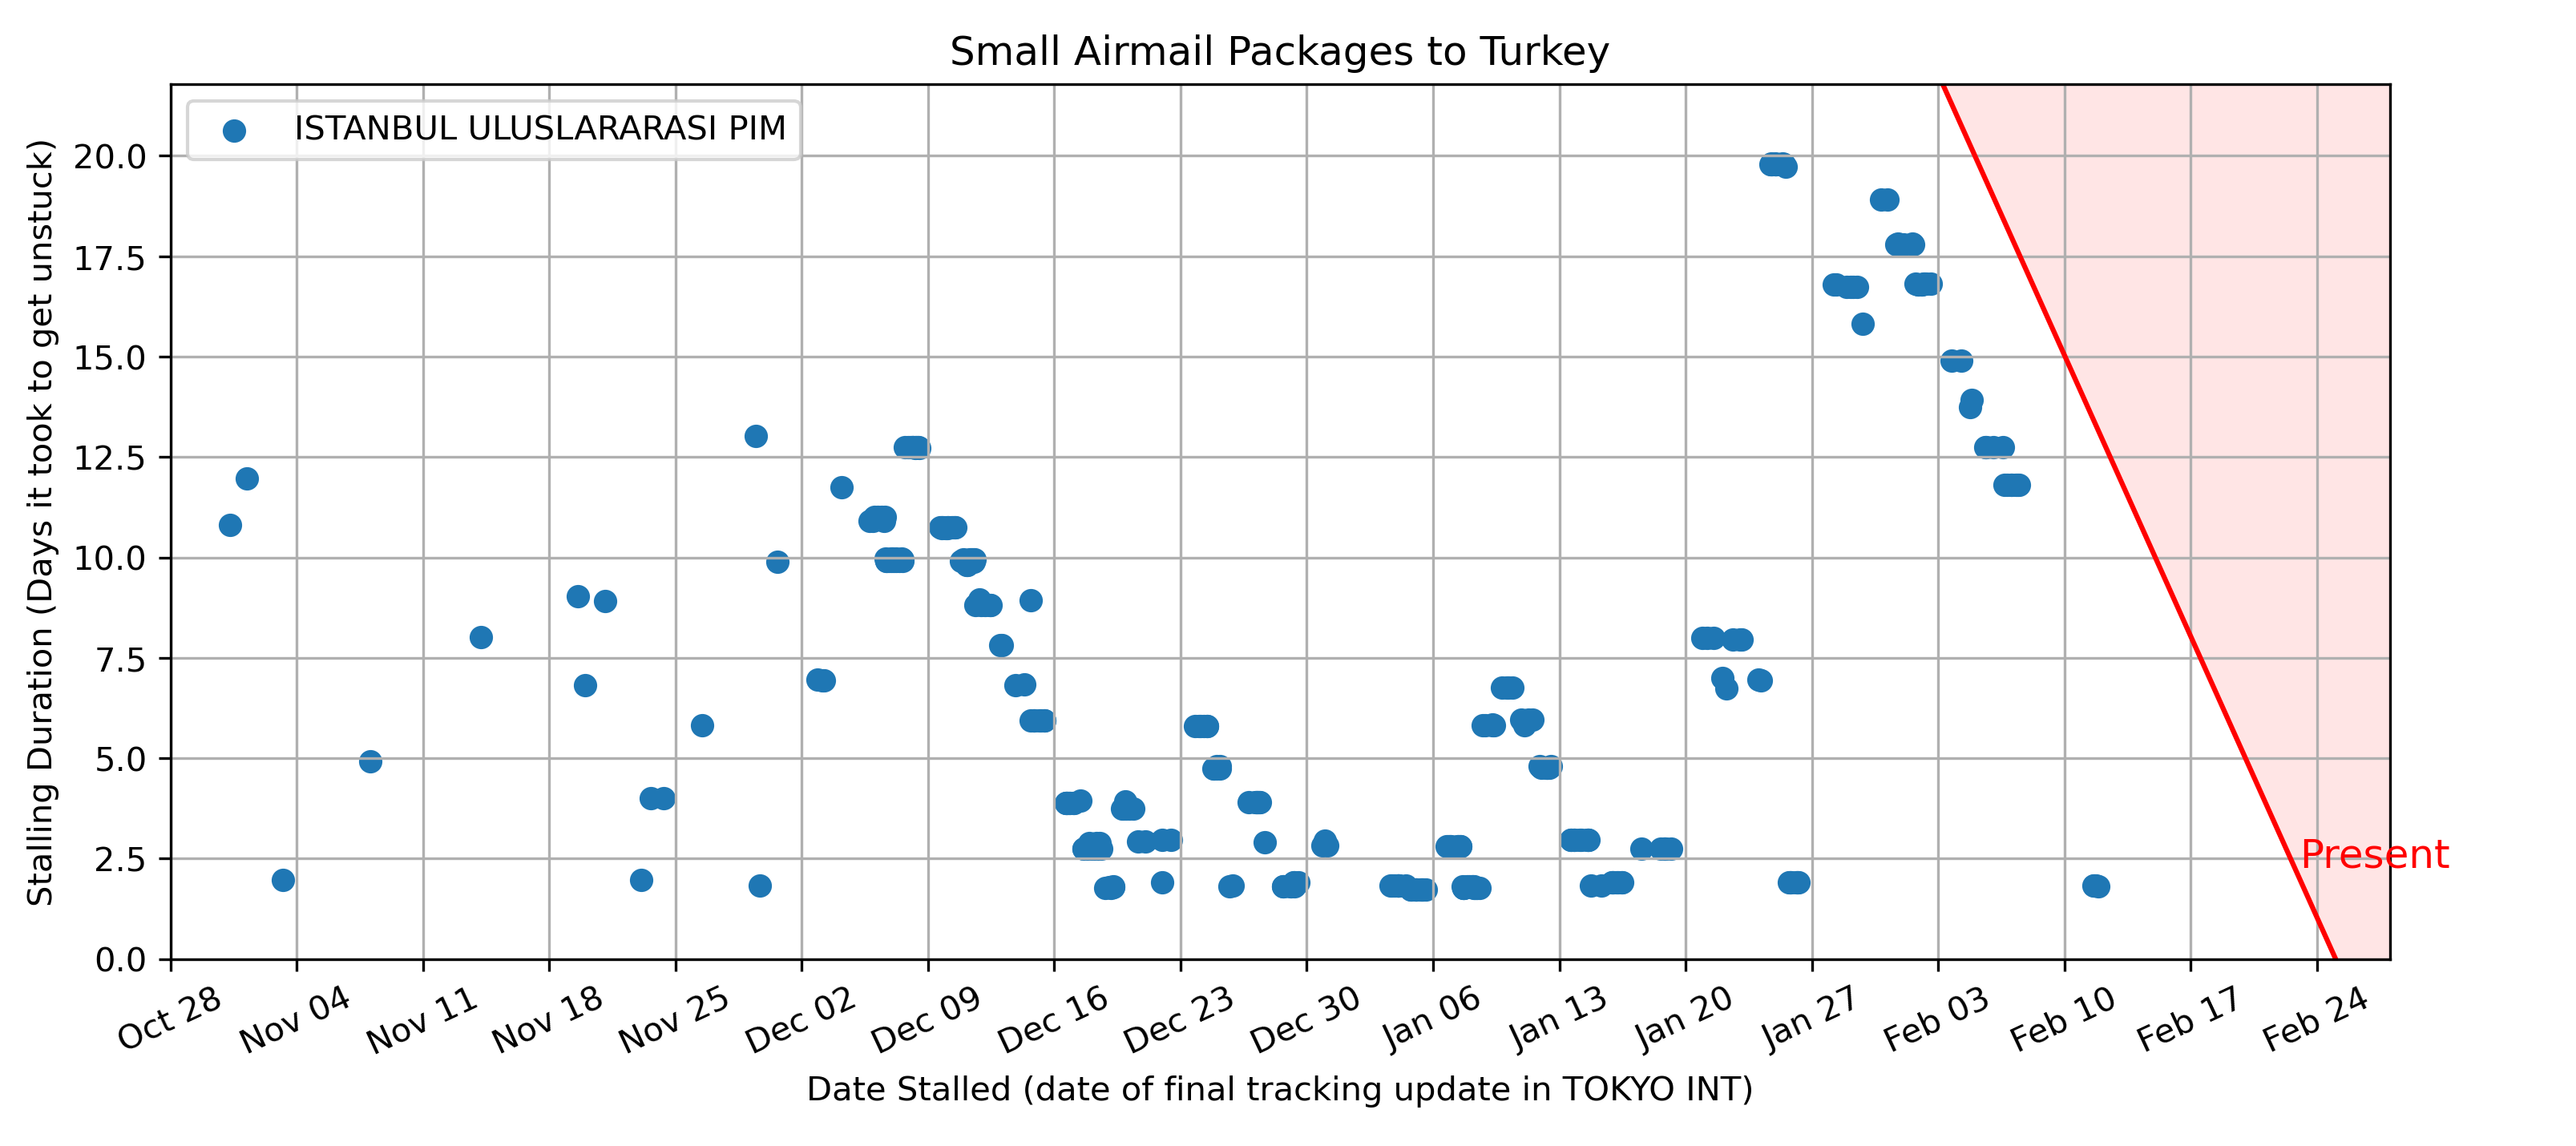 Small Airmail Packages to Turkey
ISTANBUL ULUSLARARASI PIM
Stalling Duration (Days it took to get unstuck)
20.0
17.5
15.0
12.5
10.0
7.5
5.0
2.5
0.0
Present
Oct 28
Nov 04
Nov 11
Nov 18
Nov 25
Dec 02
Dec 09
Dec 16
Dec 23
Dec 30
Jan 06
Jan 13
Jan 20
Jan 27
Feb 03
Feb 10
Feb 17
Feb 24
Date Stalled (date of final tracking update in TOKYO INT)